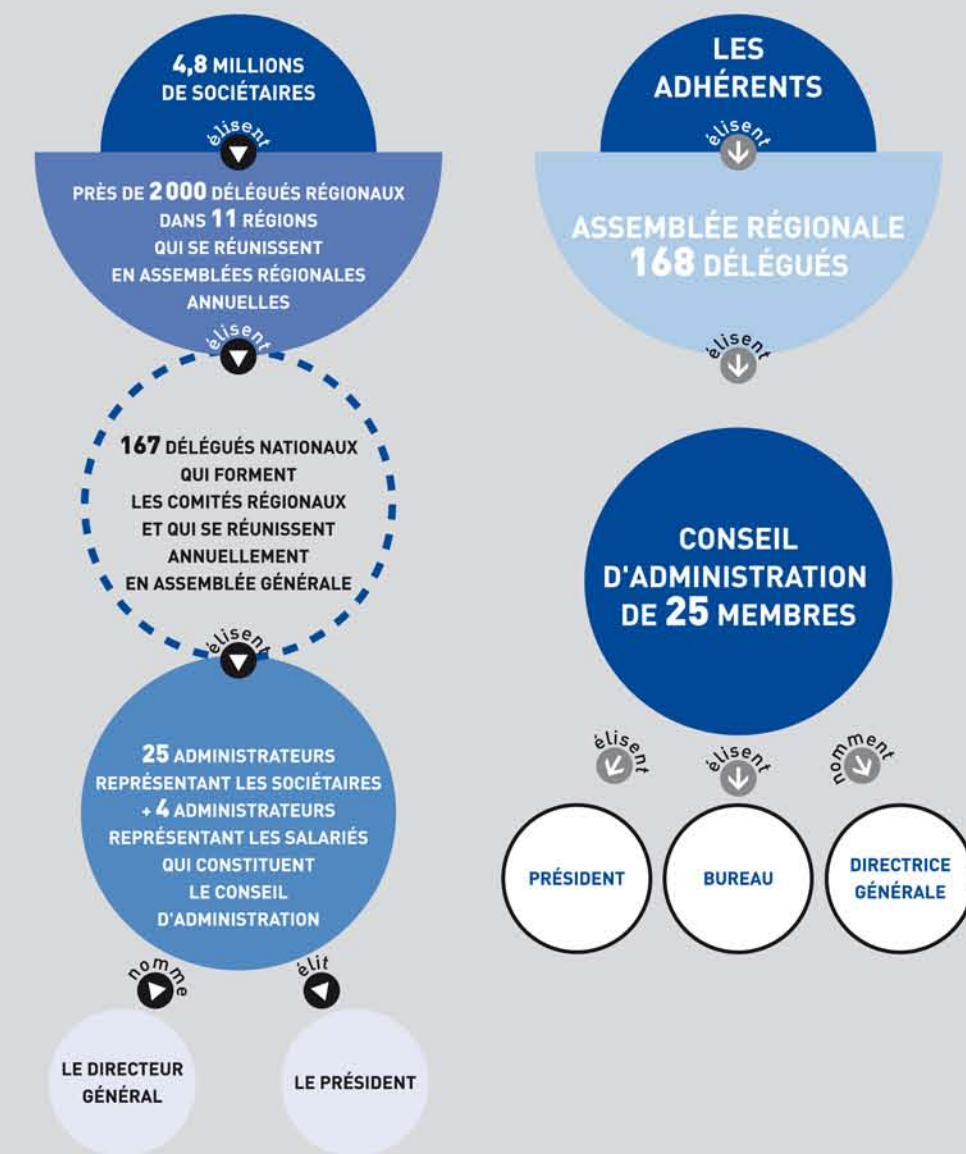 4,8 MILLIONS
DE SOCIÉTAIRES
élisent
PRÈS DE 2 000 DÉLÉGUÉS RÉGIONAUX
DANS 11 RÉGIONS
QUI SE RÉUNISSENT
EN ASSEMBLÉES RÉGIONALES
ANNUELLES
élisent
167 DÉLÉGUÉS NATIONAUX
QUI FORMENT
LES COMITÉS RÉGIONAUX
ET QUI SE RÉUNISSENT
ANNUELLEMENT
EN ASSEMBLÉE GÉNÉRALE
élisent
25 ADMINISTRATEURS
REPRÉSENTANT LES SOCIÉTAIRES
+ 4 ADMINISTRATEURS
REPRÉSENTANT LES SALARIÉS
QUI CONSTITUENT
LE CONSEIL
D'ADMINISTRATION
nomme
élit
LE DIRECTEUR
GÉNÉRAL
LE PRÉSIDENT
LES
ADHÉRENTS
élisent
ASSEMBLÉE RÉGIONALE
168 DÉLÉGUÉS
élisent
CONSEIL
D'ADMINISTRATION
DE 25 MEMBRES
élisent
élisent
nomment
PRÉSIDENT
BUREAU
DIRECTRICE
GÉNÉRALE